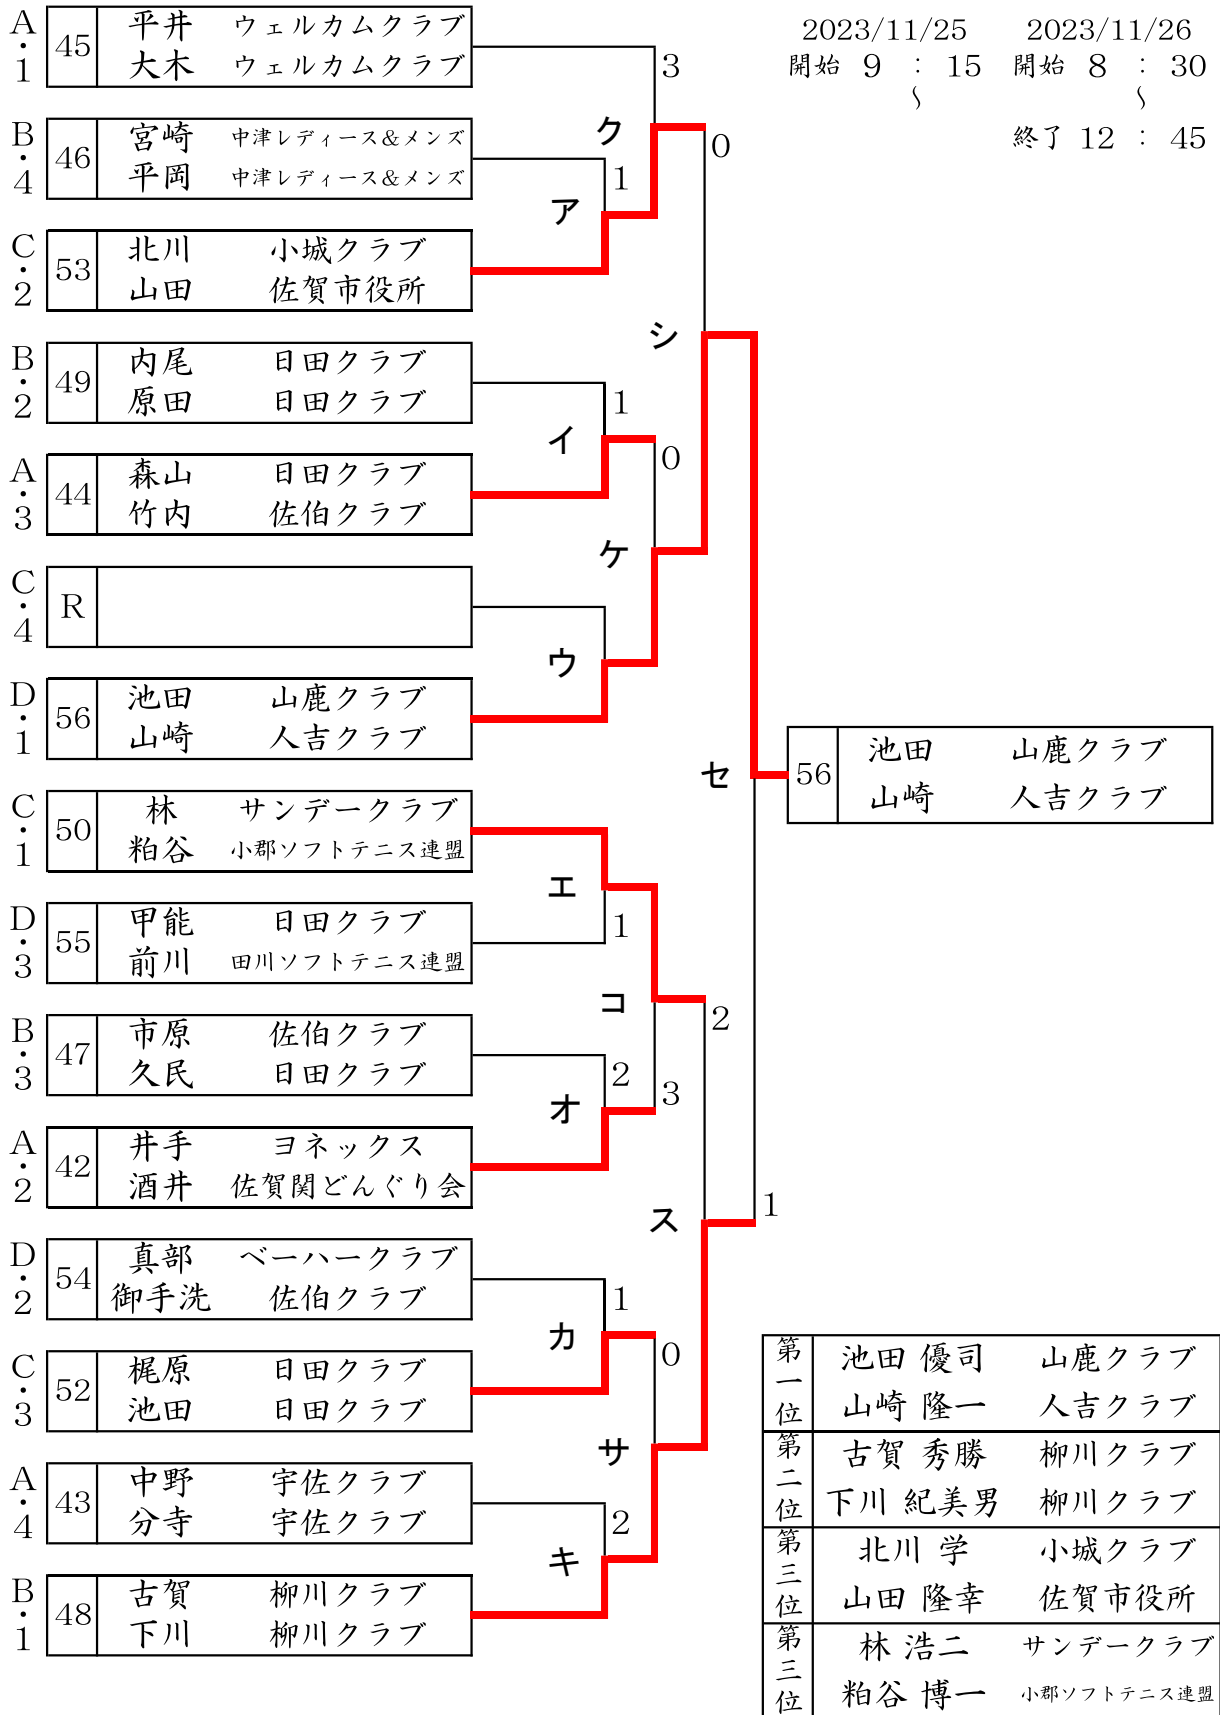 2023/11/25 2023/11/26
開始 9 : 15 開始 8 : 30
~ ~
終了 12 : 45
A・1 45 平井 ウェルカムクラブ
大木 ウェルカムクラブ
3
ク
0
B・4 46 宮崎 中津レディース&メンズ
平岡 中津レディース&メンズ
1
ア
C・2 53 北川 小城クラブ
山田 佐賀市役所
シ
B・2 49 内尾 日田クラブ
原田 日田クラブ
1
イ
0
A・3 44 森山 日田クラブ
竹内 佐伯クラブ
ケ
C・4 R
ウ
D・1 56 池田 山鹿クラブ
山崎 人吉クラブ
セ
56 池田 山鹿クラブ
山崎 人吉クラブ
C・1 50 林 サンデークラブ
粕谷 小郡ソフトテニス連盟
エ
1
D・3 55 甲能 日田クラブ
前川 田川ソフトテニス連盟
コ
2
B・3 47 市原 佐伯クラブ
久民 日田クラブ
2
3
オ
A・2 42 井手 ヨネックス
酒井 佐賀関どんぐり会
1
ス
D・2 54 真部 ベーハークラブ
御手洗 佐伯クラブ
1
カ
0
C・3 52 梶原 日田クラブ
池田 日田クラブ
サ
A・4 43 中野 宇佐クラブ
分寺 宇佐クラブ
2
キ
B・1 48 古賀 柳川クラブ
下川 柳川クラブ
第一位 池田 優司 山鹿クラブ
山崎 隆一 人吉クラブ
第二位 古賀 秀勝 柳川クラブ
下川 紀美男 柳川クラブ
第三位 北川 学 小城クラブ
山田 隆幸 佐賀市役所
第三位 林 浩二 サンデークラブ
粕谷 博一 小郡ソフトテニス連盟